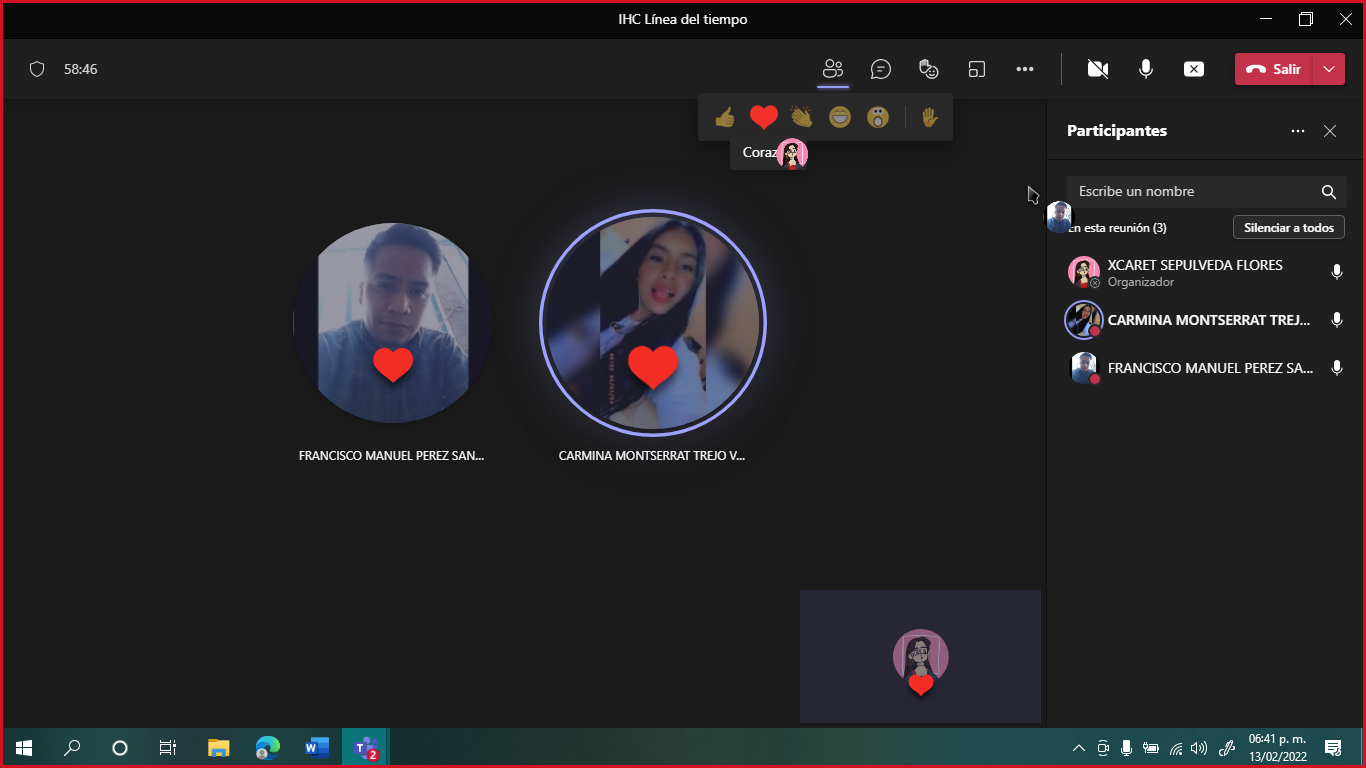 IHC Línea del tiempo
58:46
Salir
Coraz
Participantes
Escribe un nombre
En esta reunión (3)
Silenciar a todos
XCARET SEPULVEDA FLORES
Organizador
CARMINA MONTSERRAT TREJ...
FRANCISCO MANUEL PEREZ SA...
FRANCISCO MANUEL PEREZ SAN...
CARMINA MONTSERRAT TREJO V...
2
06:41 p. m.
13/02/2022